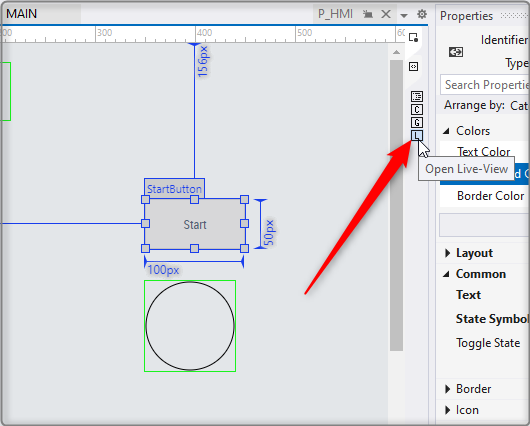 MAIN
P_HMI
Properties
300
400
500
156px
Identifier
Type
Search Properties
Arrange by: Cat
C
G
L
Colors
Text Color
Open Live-View
Border Color
StartButton
Start
50px
100px
Layout
Common
Text
State Symbol
Toggle State
Border
Icon